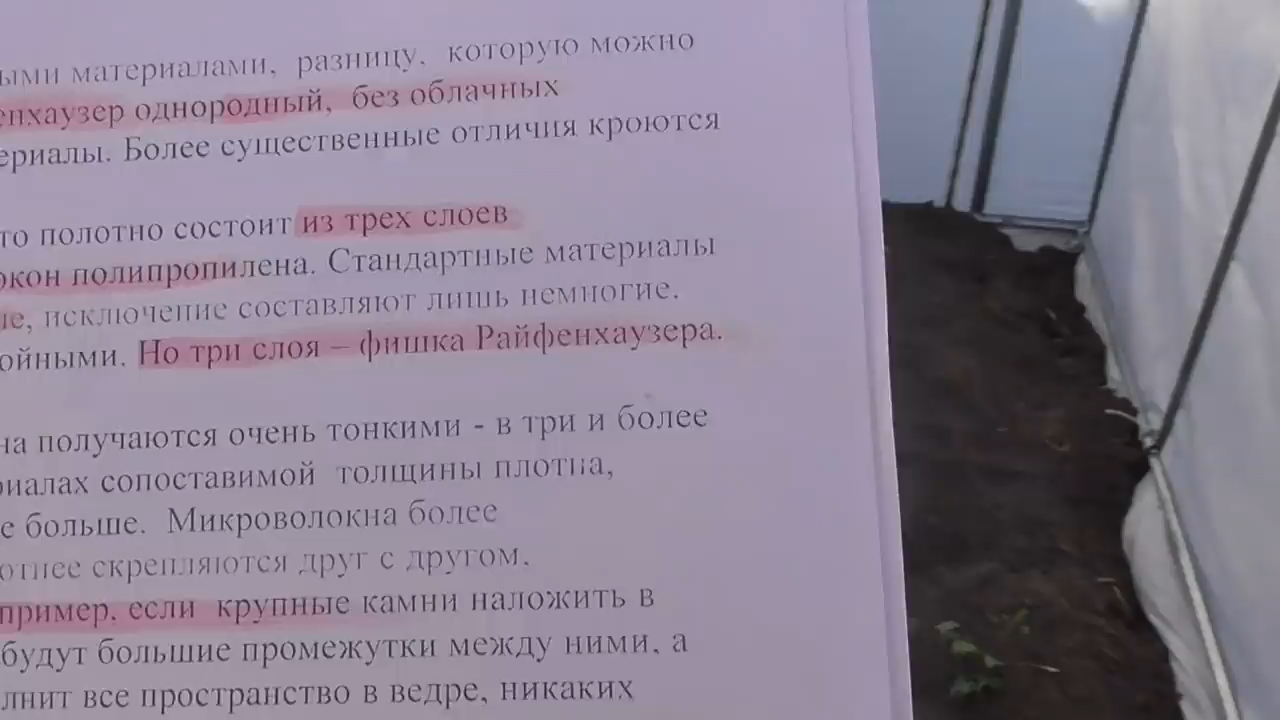 ыми материалами, разницу, которую можно
енхаузер однородный, без облачных
ериалы. Более существенные отличия кроются
то полотно состоит из трех слоев
окон полипропилена. Стандартные материалы
ые, исключение составляют лишь немногие.
ойными. Но три слоя – фишка Райфенхаузера.
на получаются очень тонкими - в три и более
риалах сопоставимой толщины плотна,
е больше. Микроволокна более
отнее скрепляются друг с другом.
пример. если крупные камни наложить в
будут большие промежутки между ними, а
лнит все пространство в ведре, никаких